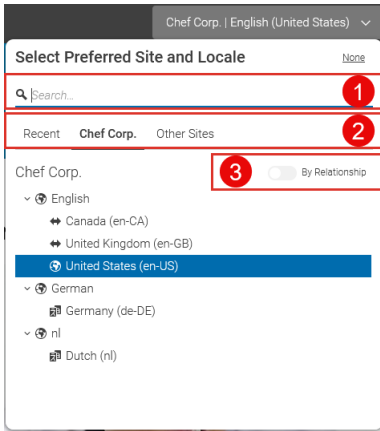 Chef Corp. | English (United States)
Select Preferred Site and Locale None
Search... 1
Recent Chef Corp. Other Sites 2
Chef Corp. 3 By Relationship
English
Canada (en-CA)
United Kingdom (en-GB)
United States (en-US)
German
Germany (de-DE)
nl
Dutch (nl)